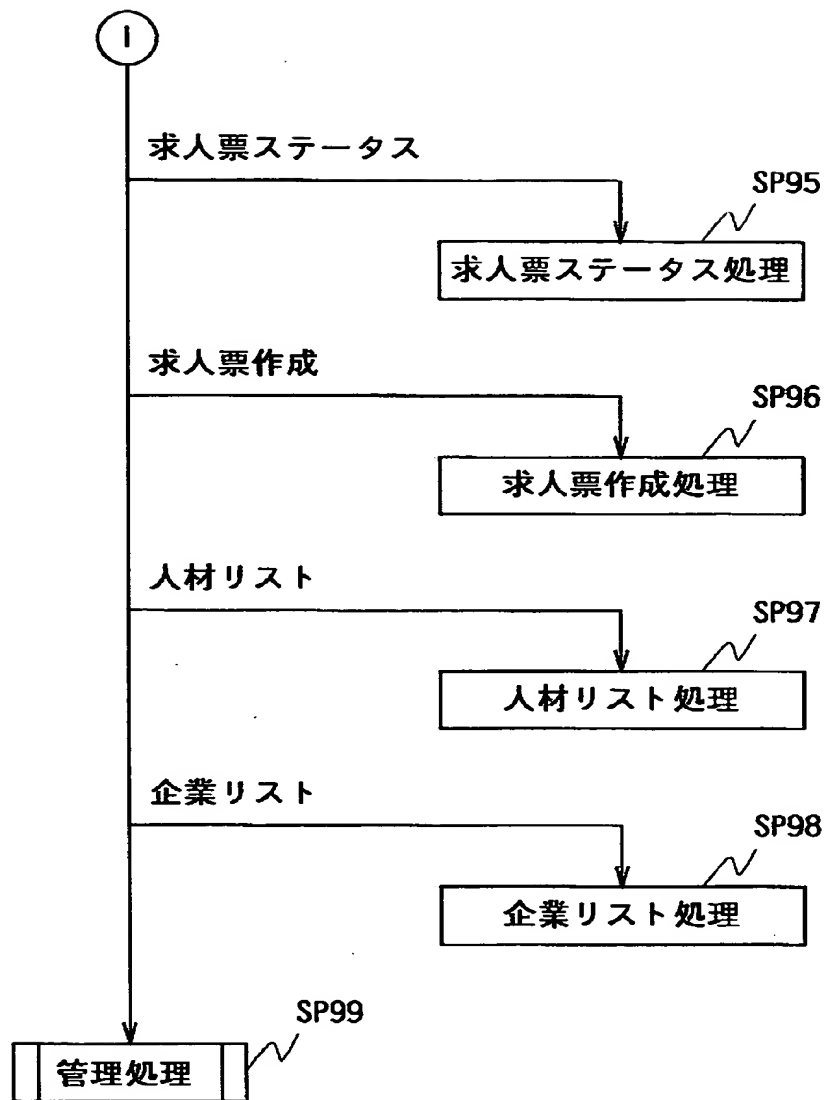 1
求人票ステータス
SP95
求人票ステータス処理
求人票作成
SP96
求人票作成処理
人材リスト
SP97
人材リスト処理
企業リスト
SP98
企業リスト処理
SP99
管理処理